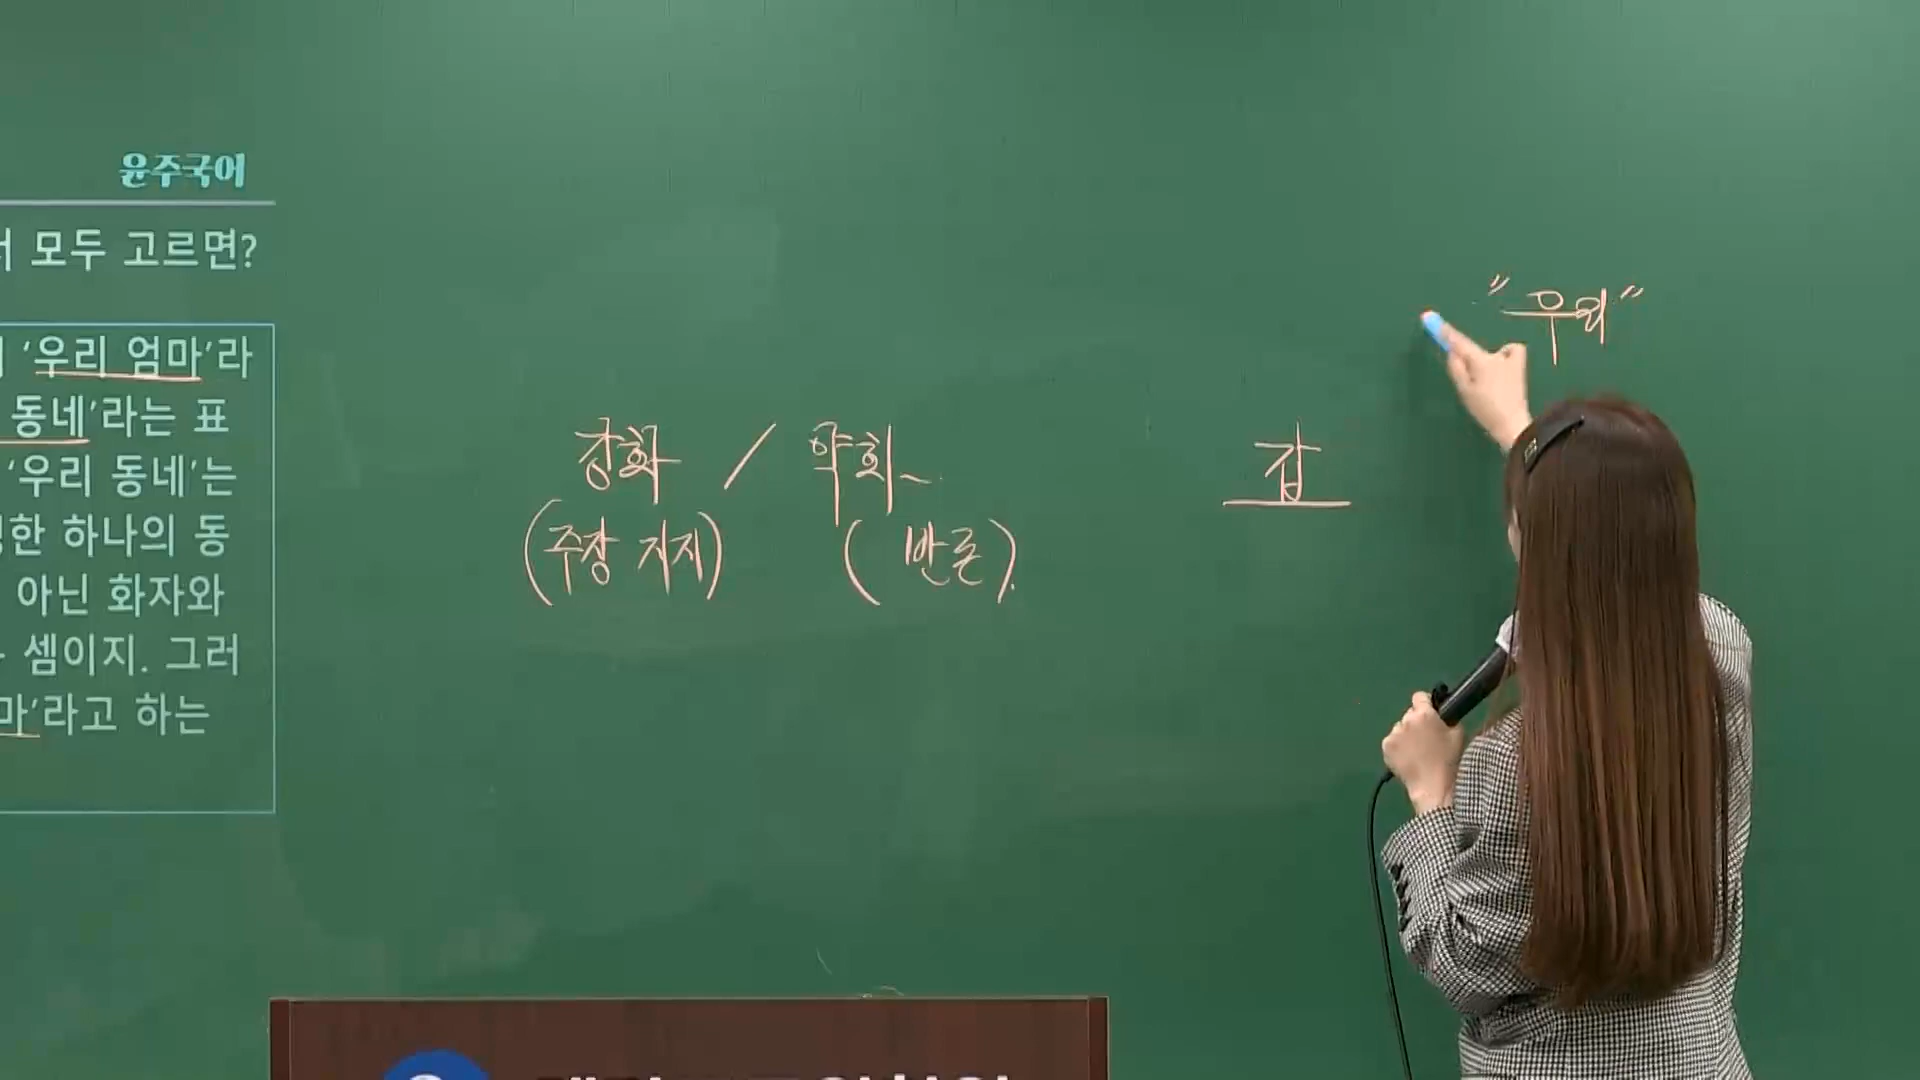 윤주국어
서 모두 고르면?
‘우리 엄마’라
동네’라는 표
‘우리 동네’는
한 하나의 동
아닌 화자와
셈이지. 그러
마’라고 하는
"우리"
강화 / 약화
갑
(주장 지지) (반론)